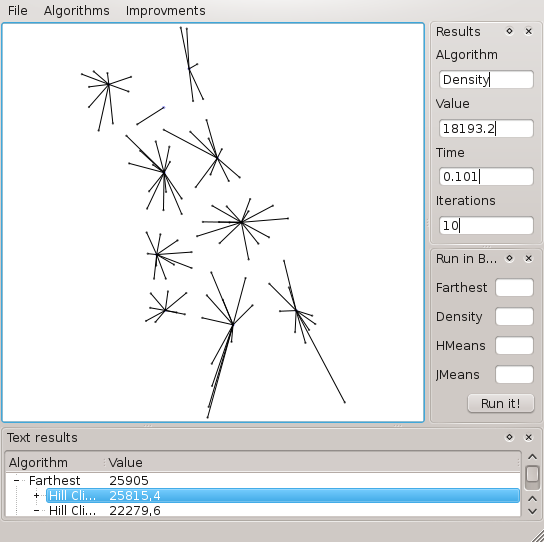 File Algorithms Improvments
Results
ALgorithm
Density
Value
18193.2
Time
0.101
Iterations
10
Run in B...
Farthest
Density
HMeans
JMeans
Run it!
Text results
Algorithm Value
Farthest 25905
Hill Cli... 25815,4
Hill Cli... 22279,6